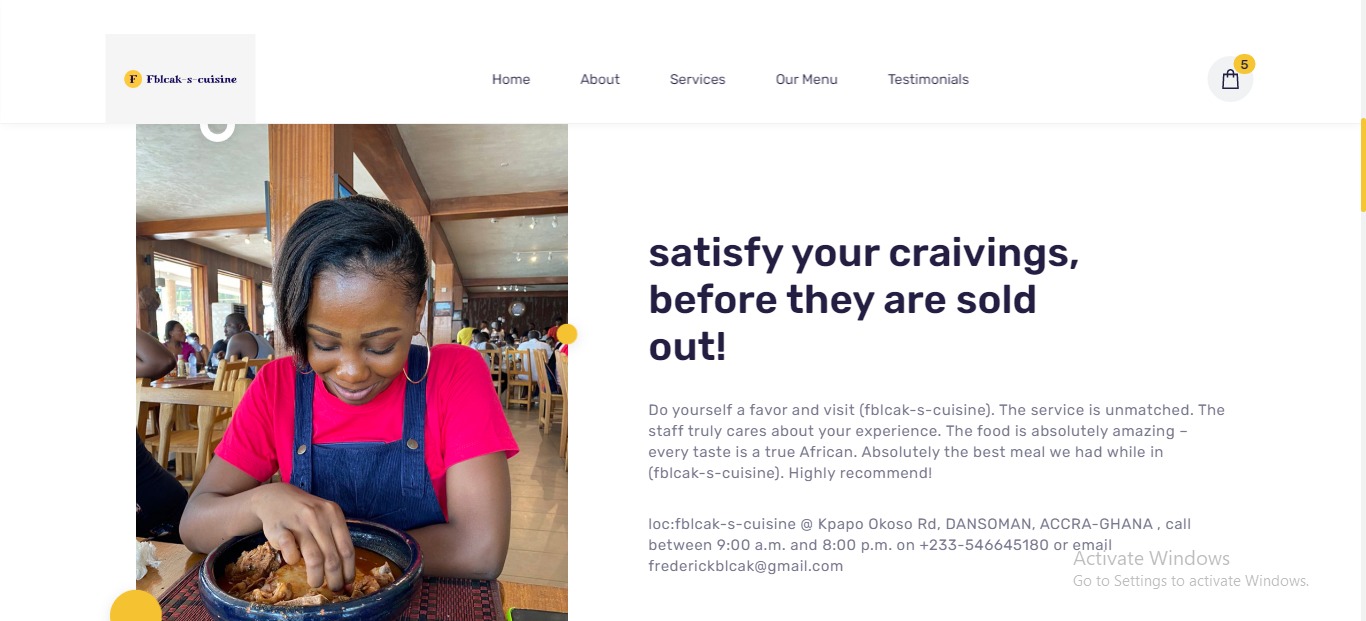 F Fblcak-s-cuisine
Home About Services Our Menu Testimonials
5
satisfy your craivings,
before they are sold
out!
Do yourself a favor and visit (fblcak-s-cuisine). The service is unmatched. The
staff truly cares about your experience. The food is absolutely amazing –
every taste is a true African. Absolutely the best meal we had while in
(fblcak-s-cuisine). Highly recommend!
loc:fblcak-s-cuisine @ Kpapo Okoso Rd, DANSOMAN, ACCRA-GHANA , call
between 9:00 a.m. and 8:00 p.m. on +233-546645180 or email
frederickblcak@gmail.com
Activate Windows
Go to Settings to activate Windows.